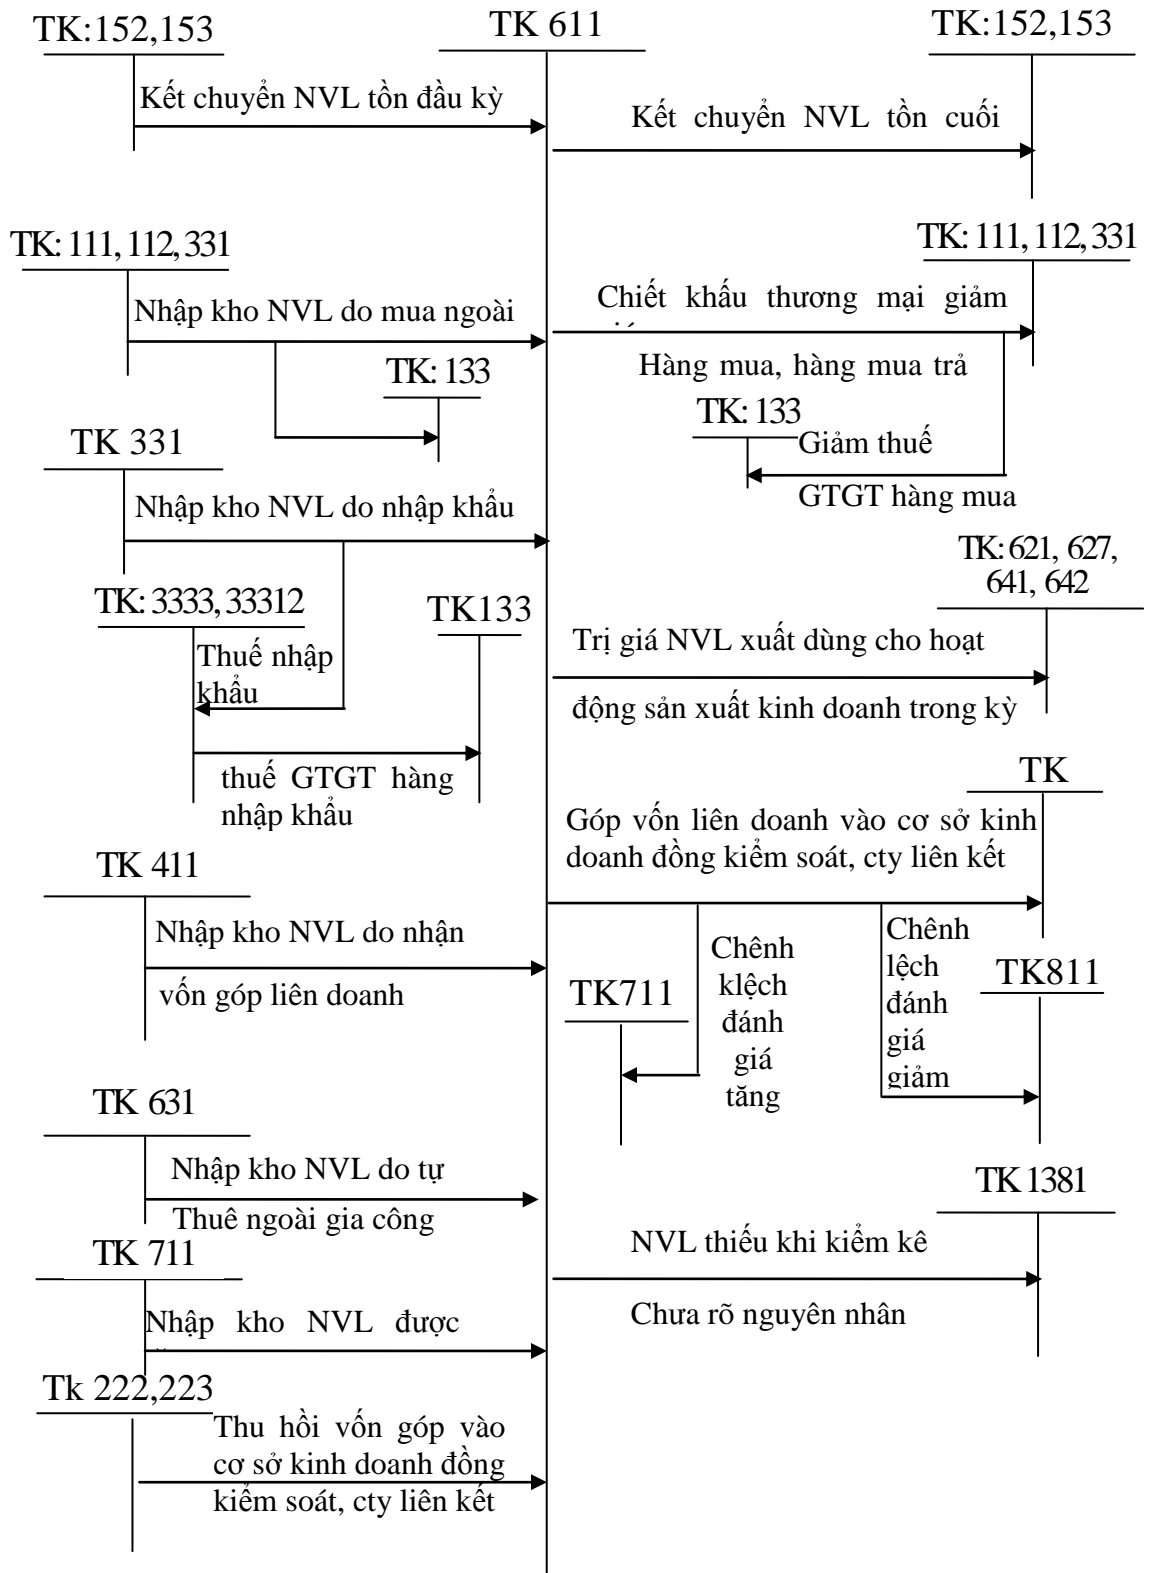 TK:152,153
TK 611
TK:152,153
Kết chuyển NVL tồn đầu kỳ
Kết chuyển NVL tồn cuối
TK: 111, 112, 331
TK: 111, 112, 331
Nhập kho NVL do mua ngoài
Chiết khấu thương mại giảm
TK: 133
Hàng mua, hàng mua trả
TK: 133
TK 331
Giảm thuế
Nhập kho NVL do nhập khẩu
GTGT hàng mua
TK: 621, 627,
641, 642
TK: 3333, 33312
TK133
Thuế nhập
khẩu
Trị giá NVL xuất dùng cho hoạt
động sản xuất kinh doanh trong kỳ
thuế GTGT hàng
nhập khẩu
TK
Góp vốn liên doanh vào cơ sở kinh
doanh đồng kiểm soát, cty liên kết
TK 411
Nhập kho NVL do nhận
vốn góp liên doanh
Chênh
klệch
đánh
giá
tăng
Chênh
lệch
đánh
giá
giảm
TK711
TK811
TK 631
Nhập kho NVL do tự
Thuê ngoài gia công
TK 1381
TK 711
NVL thiếu khi kiểm kê
Chưa rõ nguyên nhân
Nhập kho NVL được
Tk 222,223
Thu hồi vốn góp vào
cơ sở kinh doanh đồng
kiểm soát, cty liên kết